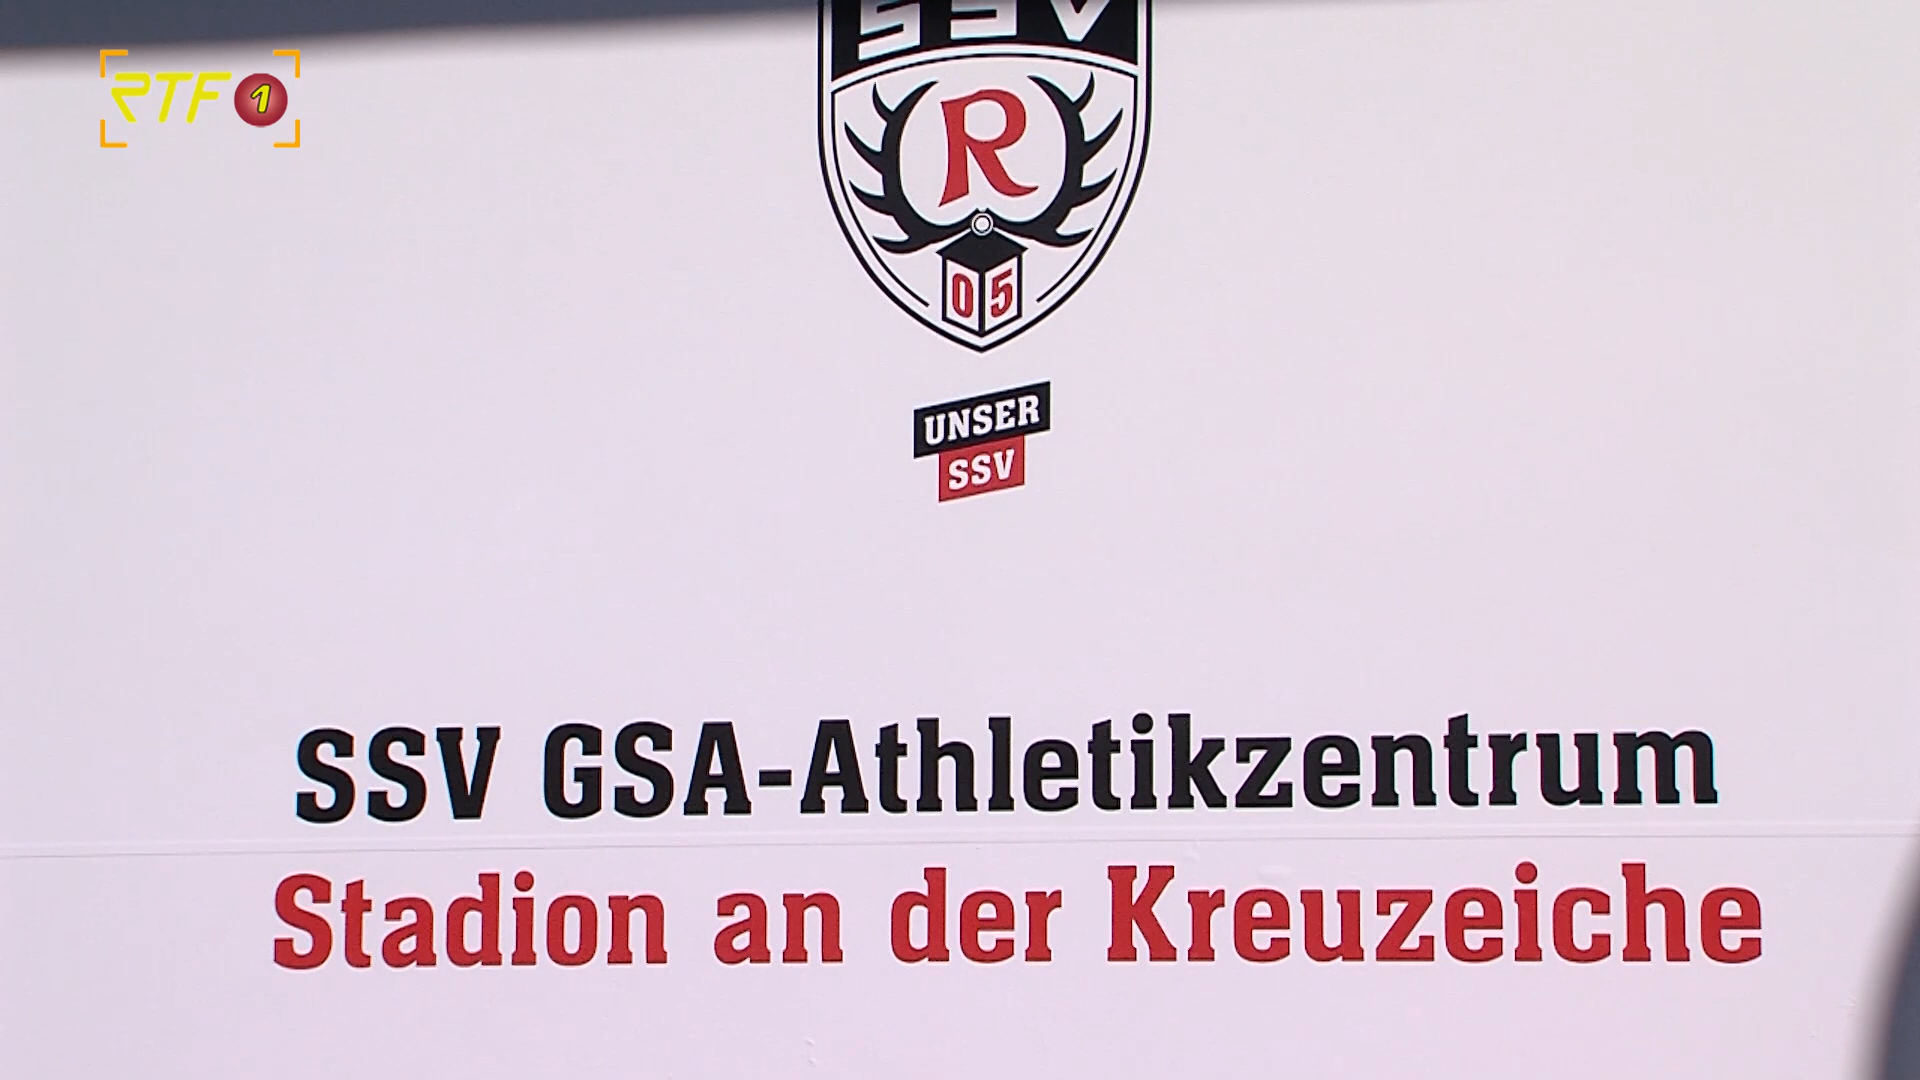 SSV
RTF 1
R
05
UNSER
SSV
SSV GSA-Athletikzentrum
Stadion an der Kreuzeiche